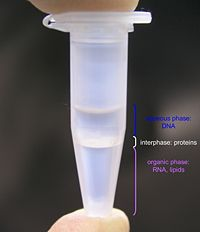 aqueous phase:
DNA
interphase: proteins
organic phase:
RNA, lipids